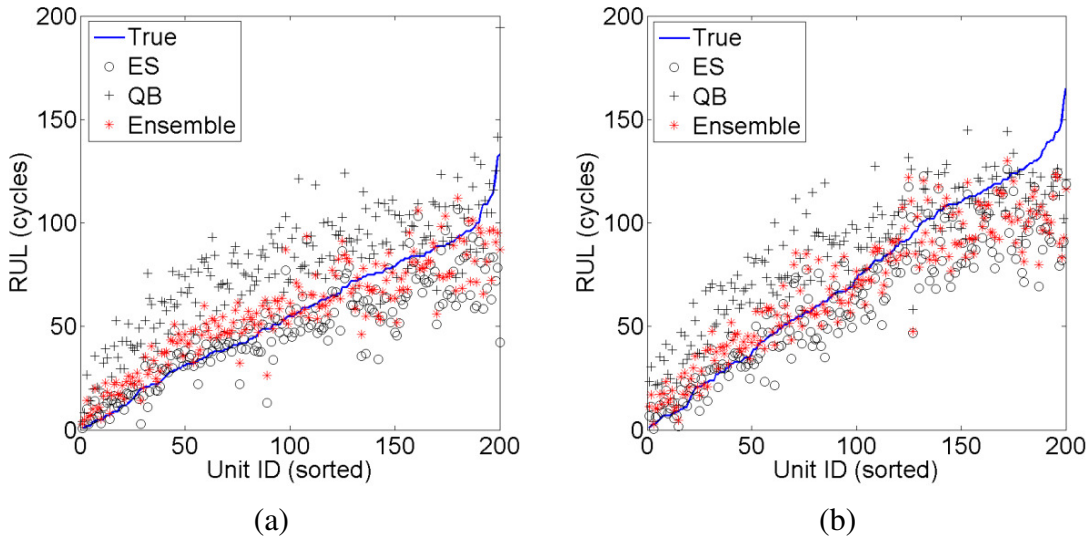 200
150
100
50
0
RUL (cycles)
True
ES
QB
Ensemble
0
50
100
150
200
Unit ID (sorted)
(a)
200
150
100
50
0
RUL (cycles)
True
ES
QB
Ensemble
0
50
100
150
200
Unit ID (sorted)
(b)